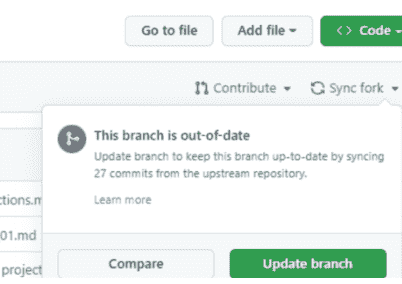 Go to file
Add file
<> Code
Contribute
Sync fork
This branch is out-of-date
Update branch to keep this branch up-to-date by syncing
27 commits from the upstream repository.
Learn more
ctions.m
01.md
project
Compare
Update branch